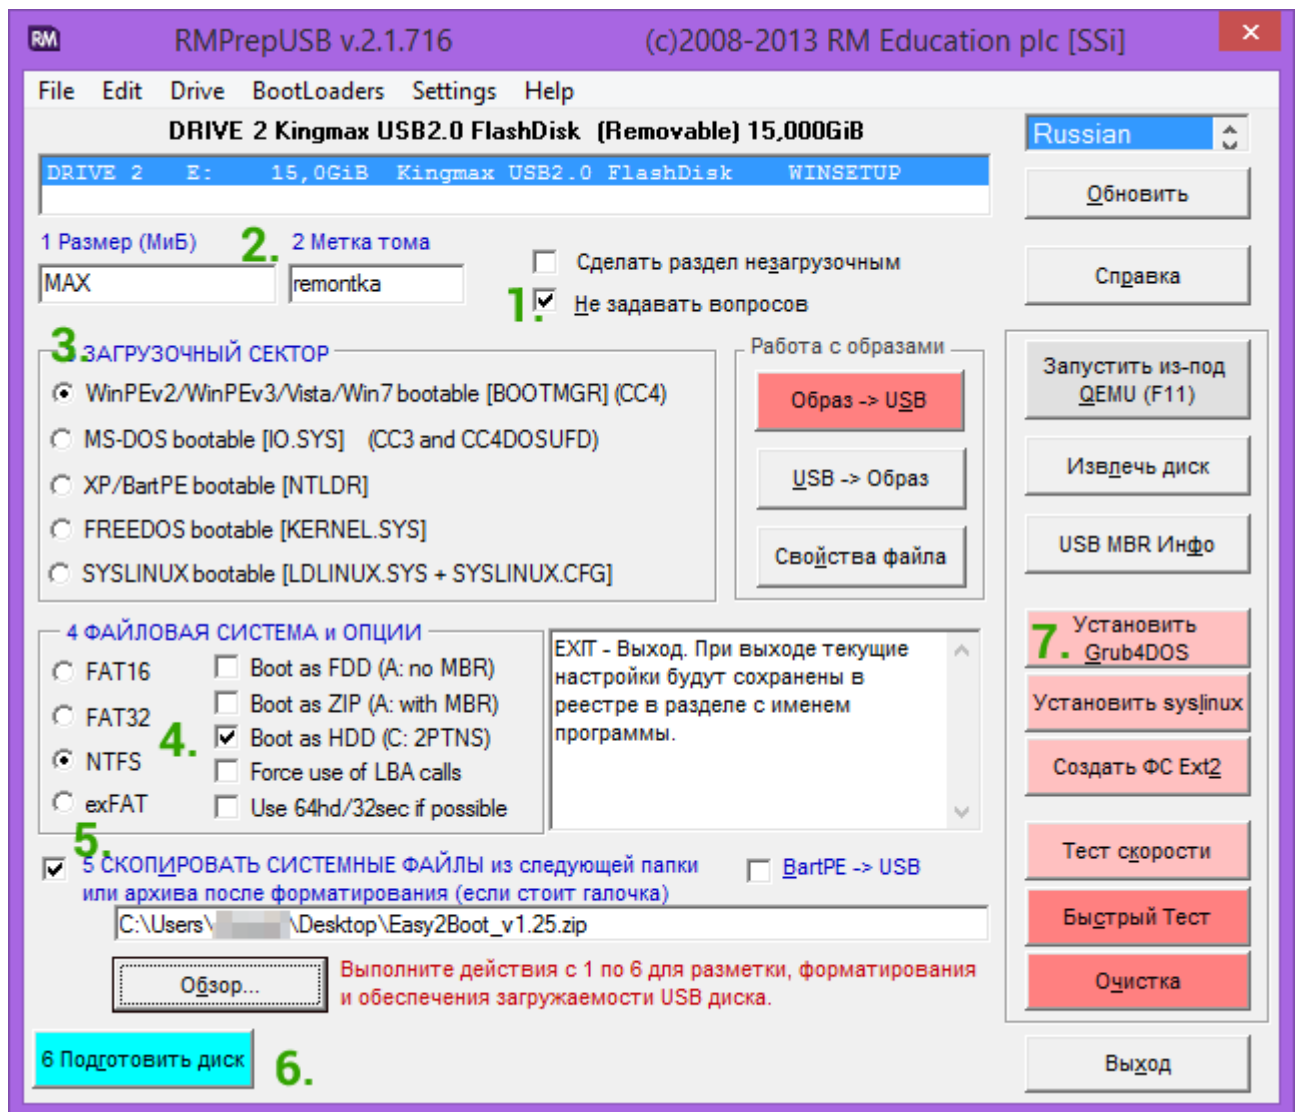 RM RMPrepUSB v.2.1.716 (c)2008-2013 RM Education plc [SSi]
File Edit Drive BootLoaders Settings Help
DRIVE 2 Kingmax USB2.0 FlashDisk (Removable) 15,000GiB
Russian
DRIVE 2 E: 15,0GiB Kingmax USB2.0 FlashDisk WINSETUP
Обновить
1 Размер (МиБ) 2. 2 Метка тома
MAX
remontka
Сделать раздел незагрузочным
1. Не задавать вопросов
Справка
3. ЗАГРУЗОЧНЫЙ СЕКТОР
WinPEv2/WinPEv3/Vista/Win7 bootable [BOOTMGR] (CC4)
MS-DOS bootable [IO.SYS] (CC3 and CC4DOSUFD)
XP/BartPE bootable [NTLDR]
FREEDOS bootable [KERNEL.SYS]
SYSLINUX bootable [LDLINUX.SYS + SYSLINUX.CFG]
Работа с образами
Образ -> USB
USB -> Образ
Свойства файла
Запустить из-под
QEMU (F11)
Извлечь диск
USB MBR Инфо
4 ФАЙЛОВАЯ СИСТЕМА и ОПЦИИ
FAT16
FAT32
NTFS
exFAT
4.
Boot as FDD (A: no MBR)
Boot as ZIP (A: with MBR)
Boot as HDD (C: 2PTNS)
Force use of LBA calls
Use 64hd/32sec if possible
EXIT - Выход. При выходе текущие
настройки будут сохранены в
реестре в разделе с именем
программы.
7. Установить
Grub4DOS
Установить syslinux
Создать ФС Ext2
5.
5 СКОПИРОВАТЬ СИСТЕМНЫЕ ФАЙЛЫ из следующей папки
или архива после форматирования (если стоит галочка)
BartPE -> USB
C:\Users\ \Desktop\Easy2Boot_v1.25.zip
Тест скорости
Быстрый Тест
Очистка
Обзор...
Выполните действия с 1 по 6 для разметки, форматирования
и обеспечения загружаемости USB диска.
6 Подготовить диск 6.
Выход